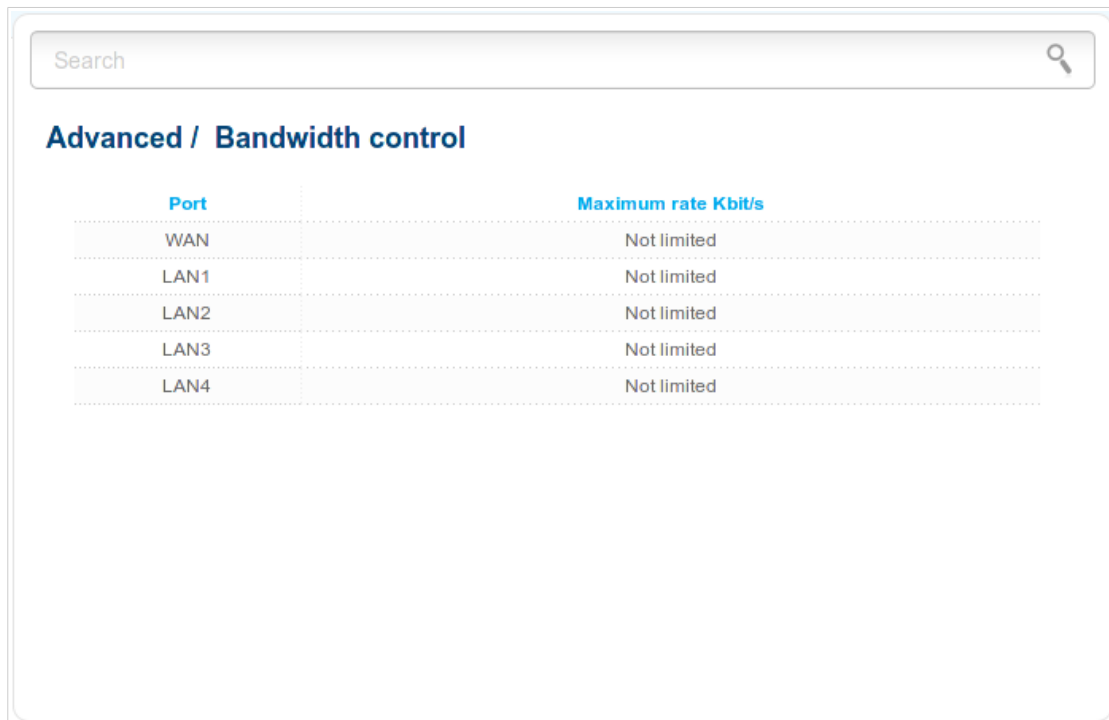 Search
Advanced / Bandwidth control
Port Maximum rate Kbit/s
WAN Not limited
LAN1 Not limited
LAN2 Not limited
LAN3 Not limited
LAN4 Not limited